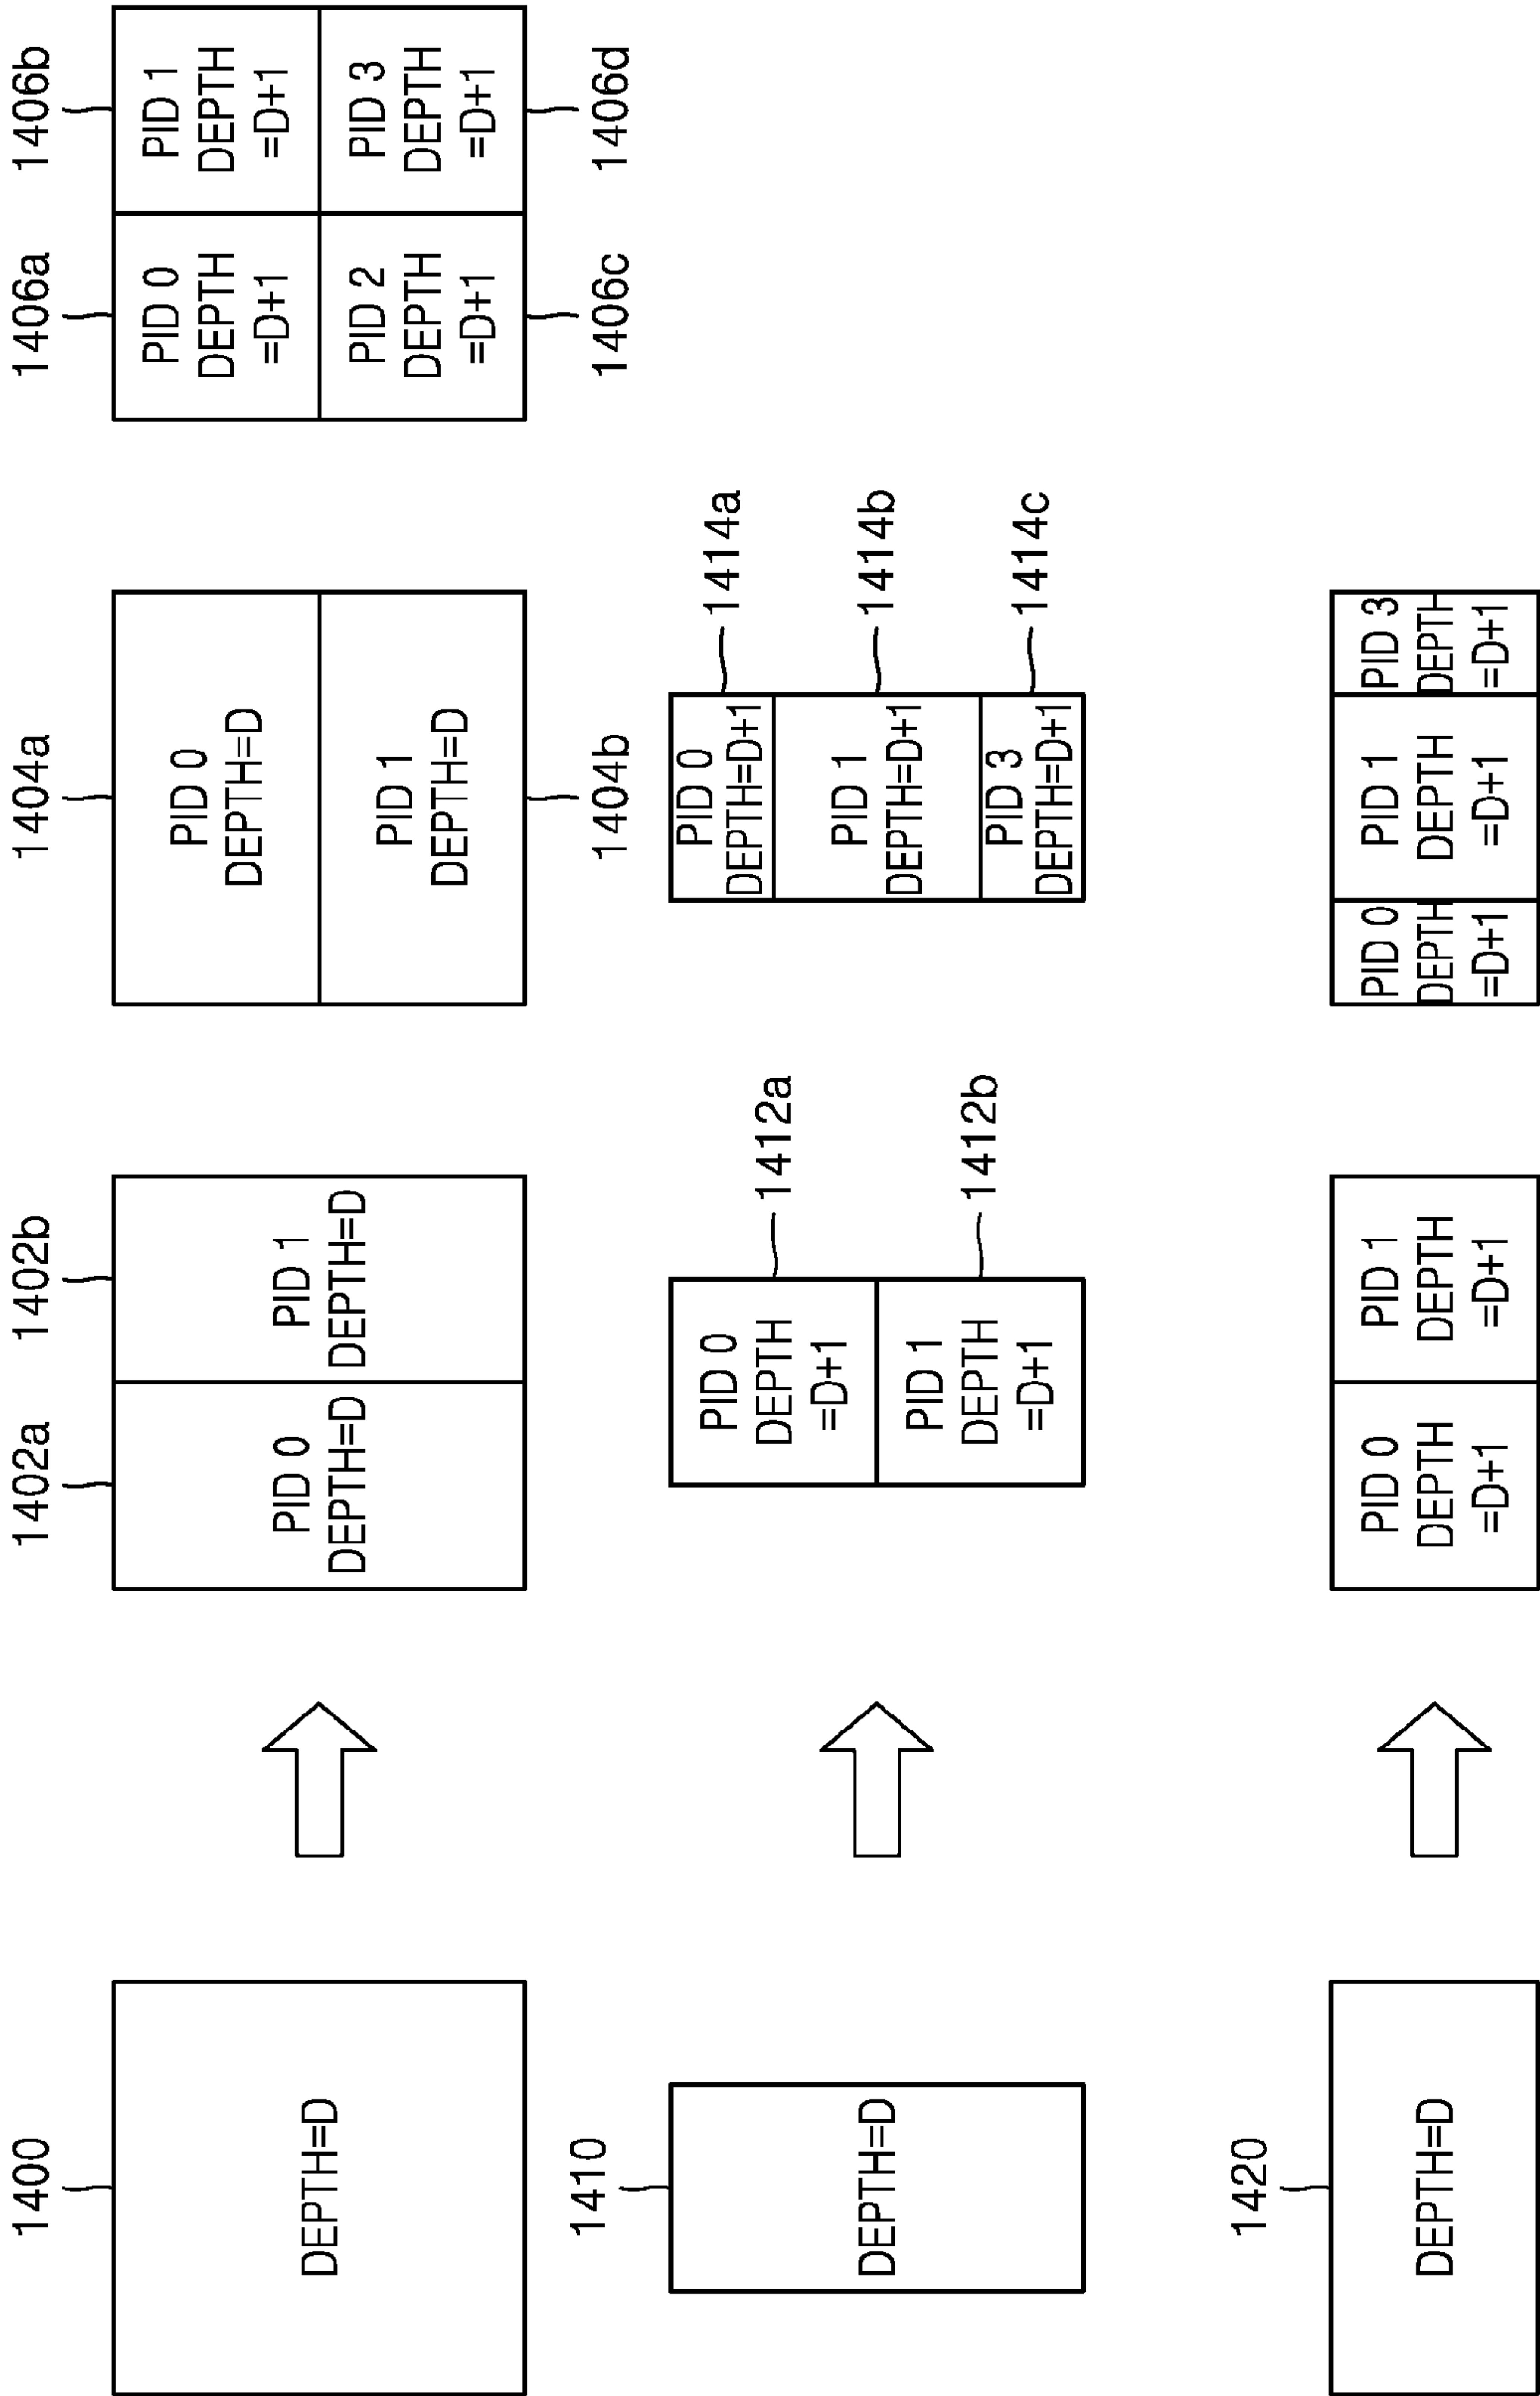 1400
DEPTH=D
1402a
1402b
PID 0
DEPTH=D
PID 1
DEPTH=D
1404a
PID 0
DEPTH=D
PID 1
DEPTH=D
1404b
1406a
1406b
PID 0
DEPTH
=D+1
PID 1
DEPTH
=D+1
PID 2
DEPTH
=D+1
PID 3
DEPTH
=D+1
1406c
1406d
1410
DEPTH=D
PID 0
DEPTH
=D+1
1412a
PID 1
DEPTH
=D+1
1412b
PID 0
DEPTH=D+1
1414a
PID 1
DEPTH=D+1
1414b
PID 3
DEPTH=D+1
1414c
1420
DEPTH=D
PID 0
DEPTH
=D+1
PID 1
DEPTH
=D+1
PID 0
DEPTH
=D+1
PID 1
DEPTH
=D+1
PID 3
DEPTH
=D+1